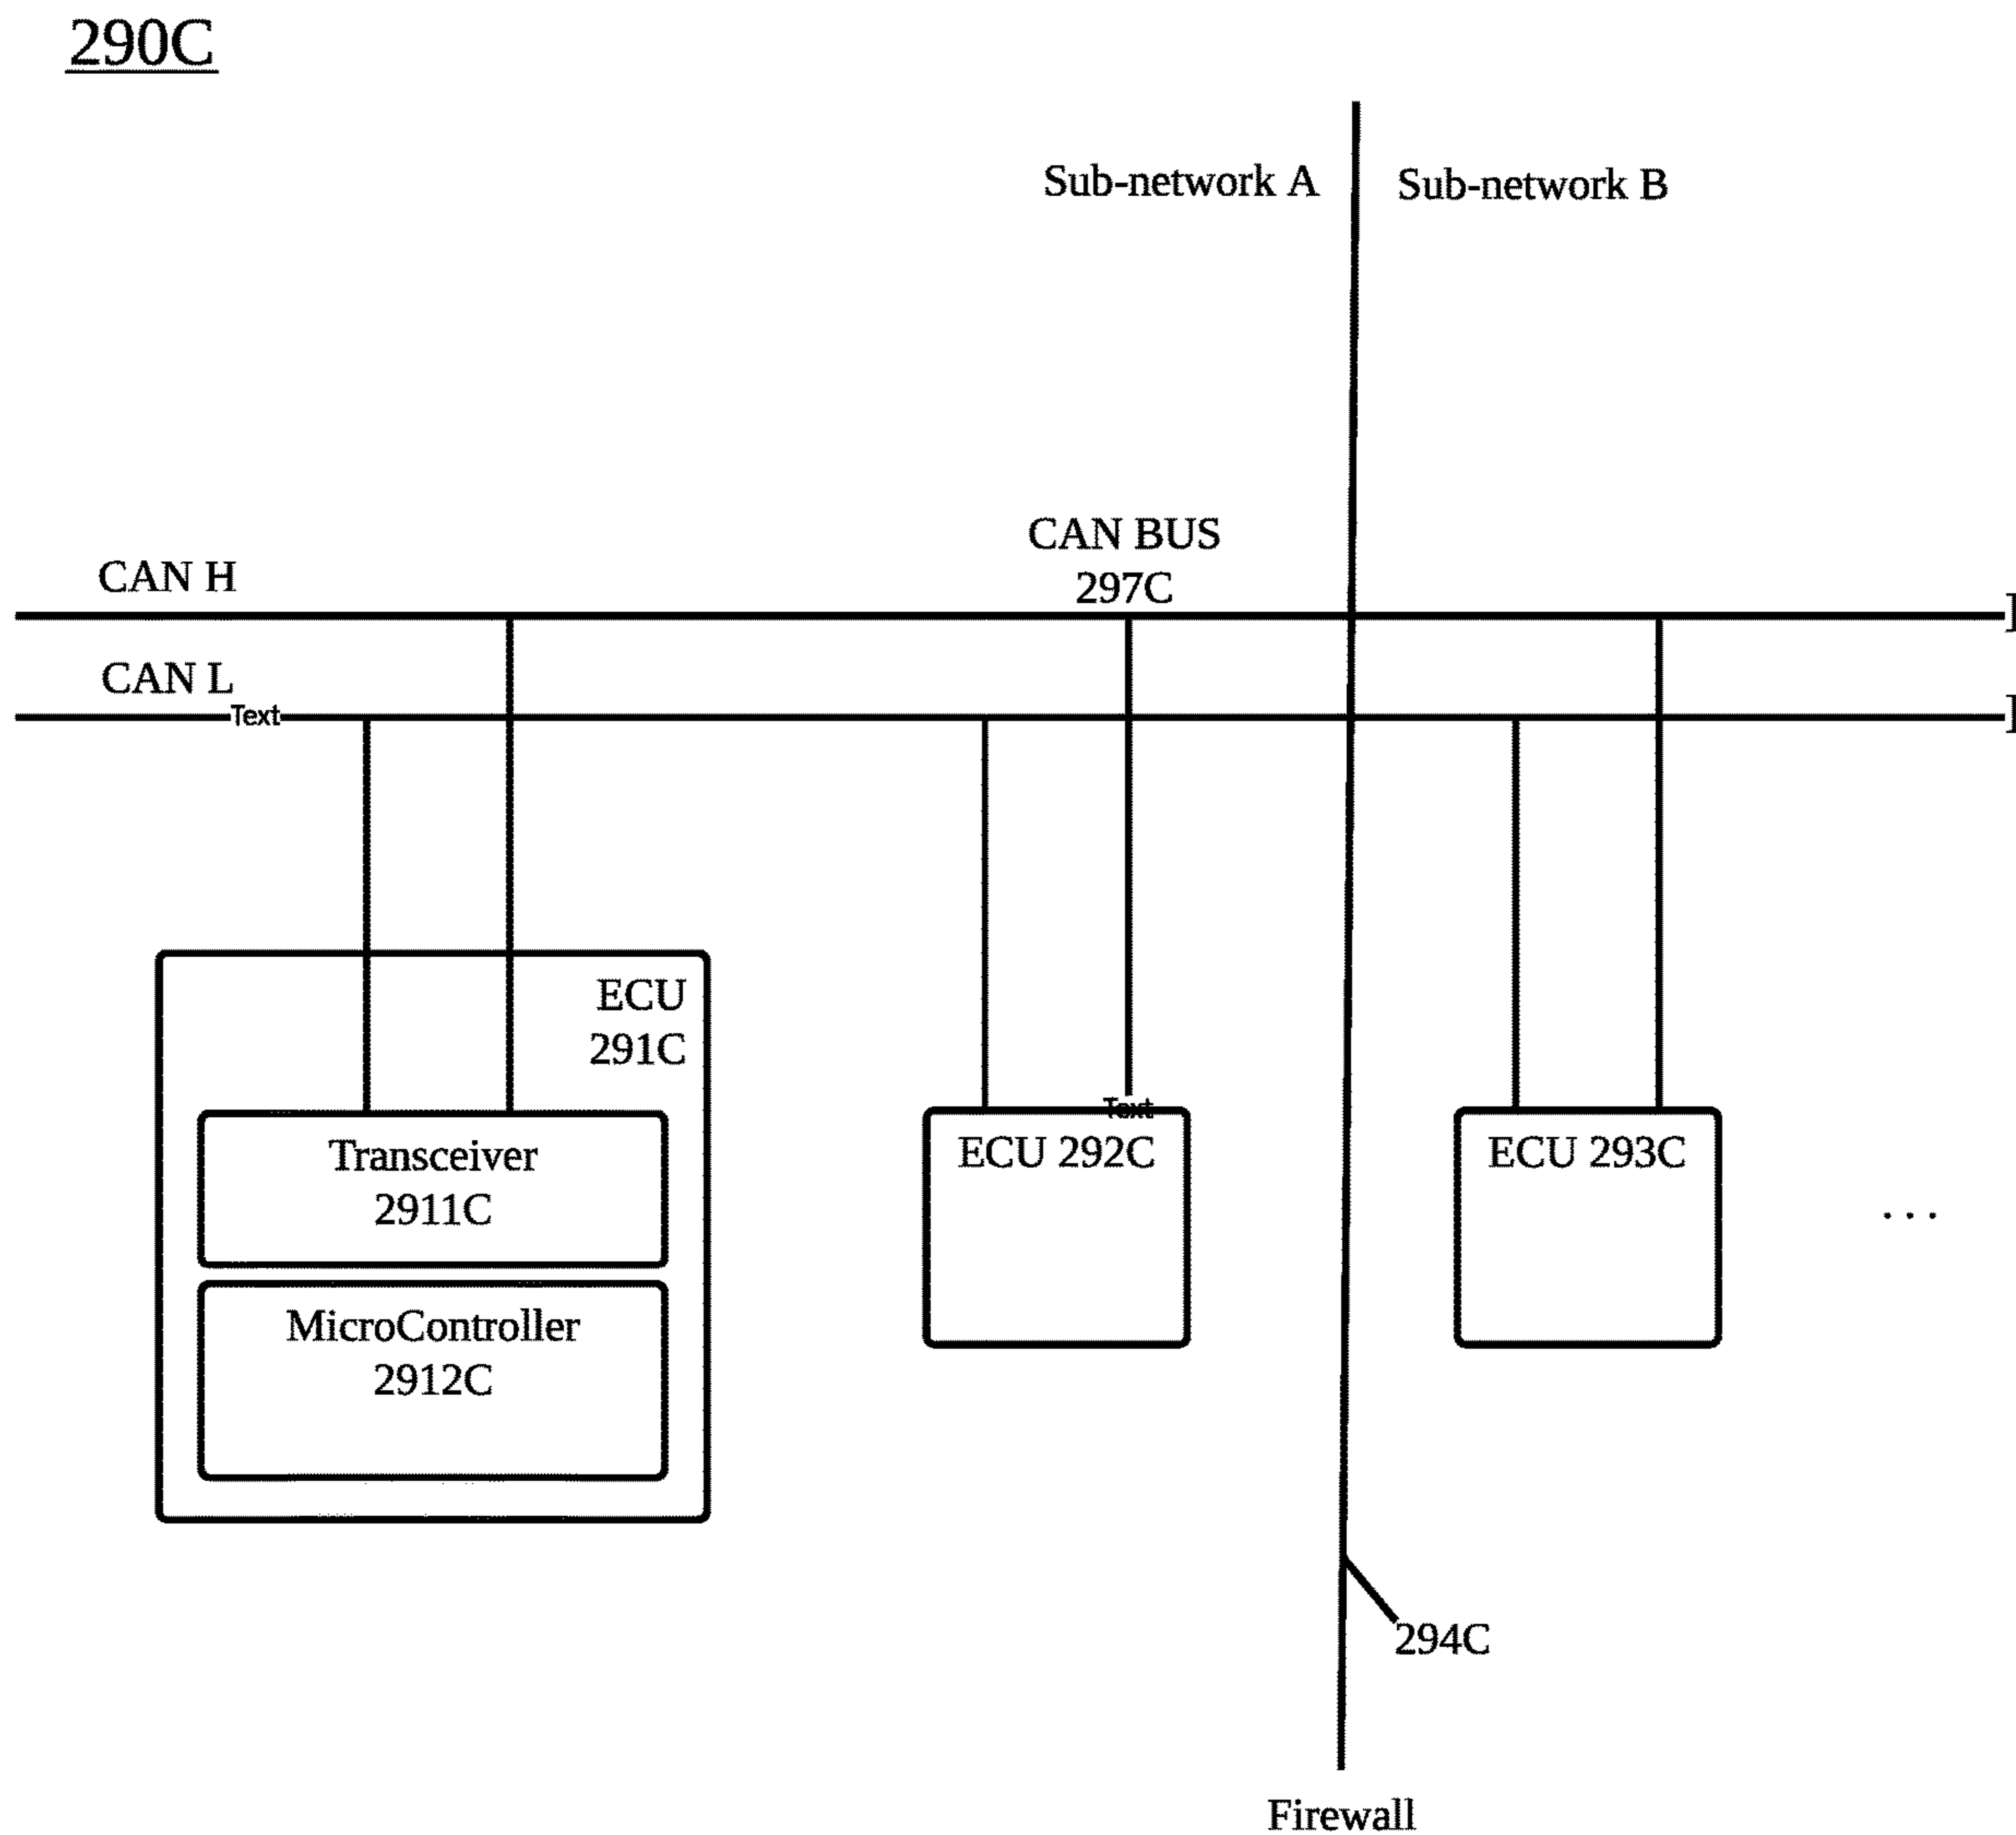 290C
Sub-network A
Sub-network B
CAN BUS
297C
CAN H
CAN L
Text
ECU
291C
Transceiver
2911C
MicroController
2912C
Text
ECU 292C
ECU 293C
...
294C
Firewall